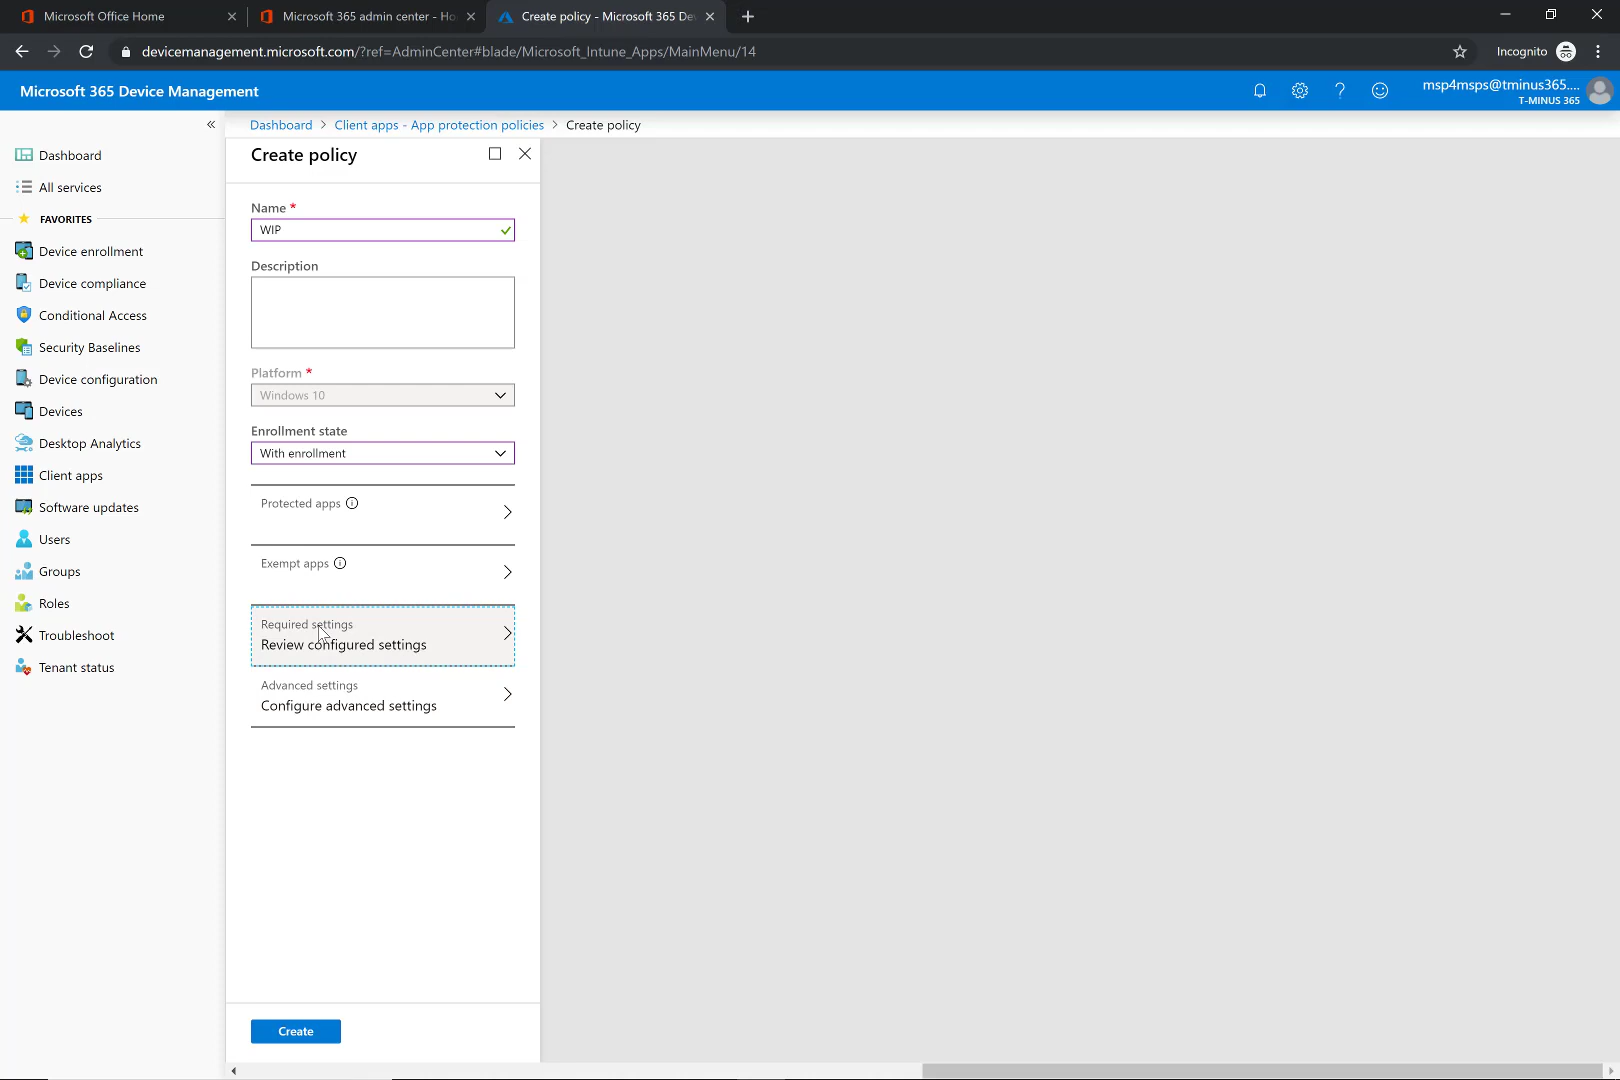 Microsoft Office Home
Microsoft 365 admin center - Ho
Create policy - Microsoft 365 De
devicemanagement.microsoft.com/?ref=AdminCenter#blade/Microsoft_Intune_Apps/MainMenu/14
Incognito
Microsoft 365 Device Management
msp4msps@tminus365....
T-MINUS 365
Dashboard > Client apps - App protection policies > Create policy
Dashboard
All services
FAVORITES
Device enrollment
Device compliance
Conditional Access
Security Baselines
Device configuration
Devices
Desktop Analytics
Client apps
Software updates
Users
Groups
Roles
Troubleshoot
Tenant status
Create policy
Name *
WIP
Description
Platform *
Windows 10
Enrollment state
With enrollment
Protected apps
Exempt apps
Required settings
Review configured settings
Advanced settings
Configure advanced settings
Create